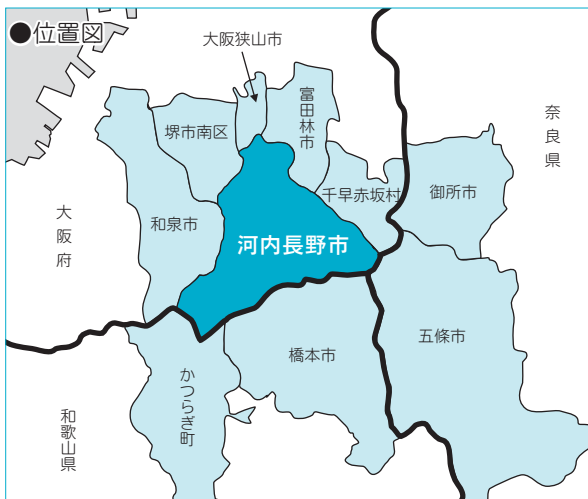 ●位置図
大阪狭山市
富田林市
堺市南区
奈良県
千早赤坂村
御所市
大阪府
和泉市
河内長野市
五條市
橋本市
かつらぎ町
和歌山県